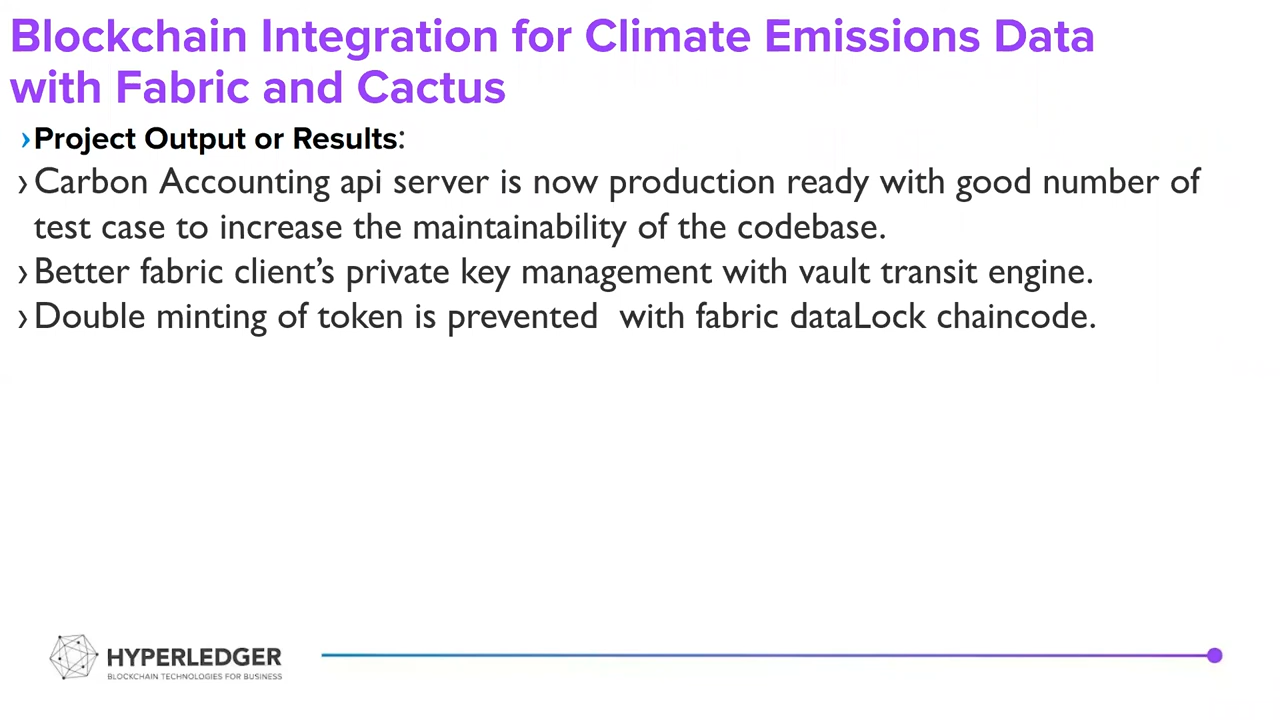 Blockchain Integration for Climate Emissions Data
with Fabric and Cactus
›Project Output or Results:
›Carbon Accounting api server is now production ready with good number of
test case to increase the maintainability of the codebase.
›Better fabric client’s private key management with vault transit engine.
›Double minting of token is prevented  with fabric dataLock chaincode.
HYPERLEDGER
BLOCKCHAIN TECHNOLOGIES FOR BUSINESS